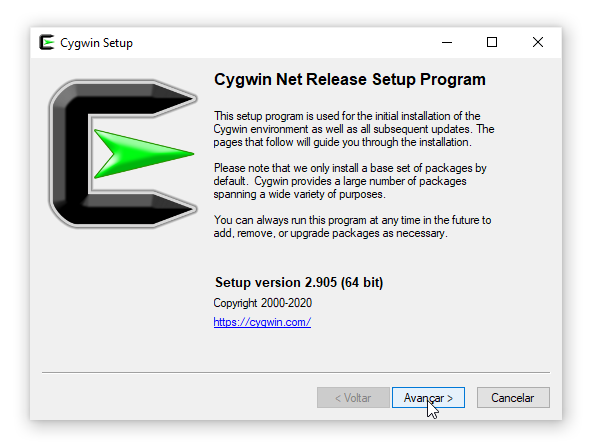 Cygwin Setup
Cygwin Net Release Setup Program
This setup program is used for the initial installation of the
Cygwin environment as well as all subsequent updates. The
pages that follow will guide you through the installation.
Please note that we only install a base set of packages by
default. Cygwin provides a large number of packages
spanning a wide variety of purposes.
You can always run this program at any time in the future to
add, remove, or upgrade packages as necessary.
Setup version 2.905 (64 bit)
Copyright 2000-2020
https://cygwin.com/
< Voltar
Avançar >
Cancelar